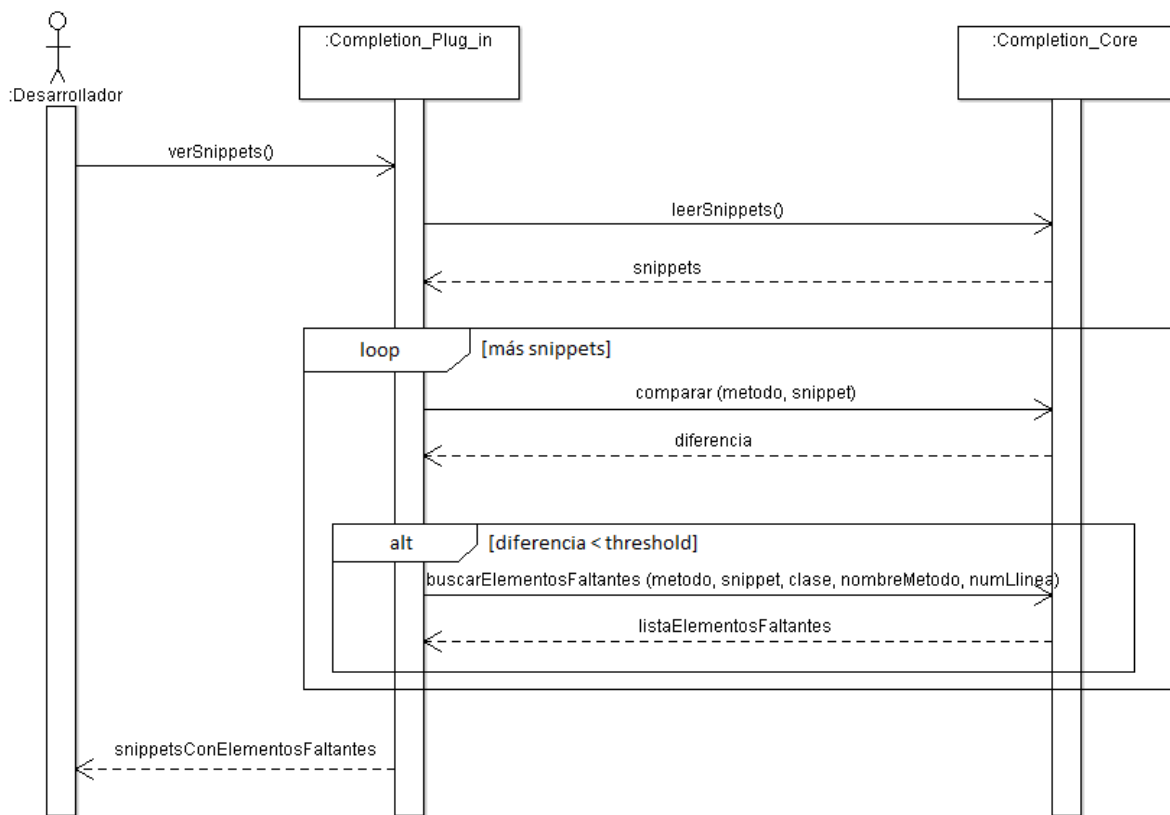 :Completion_Plug_in
:Completion_Core
:Desarrollador
verSnippets()
leerSnippets()
snippets
loop
[más snippets]
comparar (metodo, snippet)
diferencia
alt
[diferencia < threshold]
buscarElementosFaltantes (metodo, snippet, clase, nombreMetodo, numLlinea)
listaElementosFaltantes
snippetsConElementosFaltantes